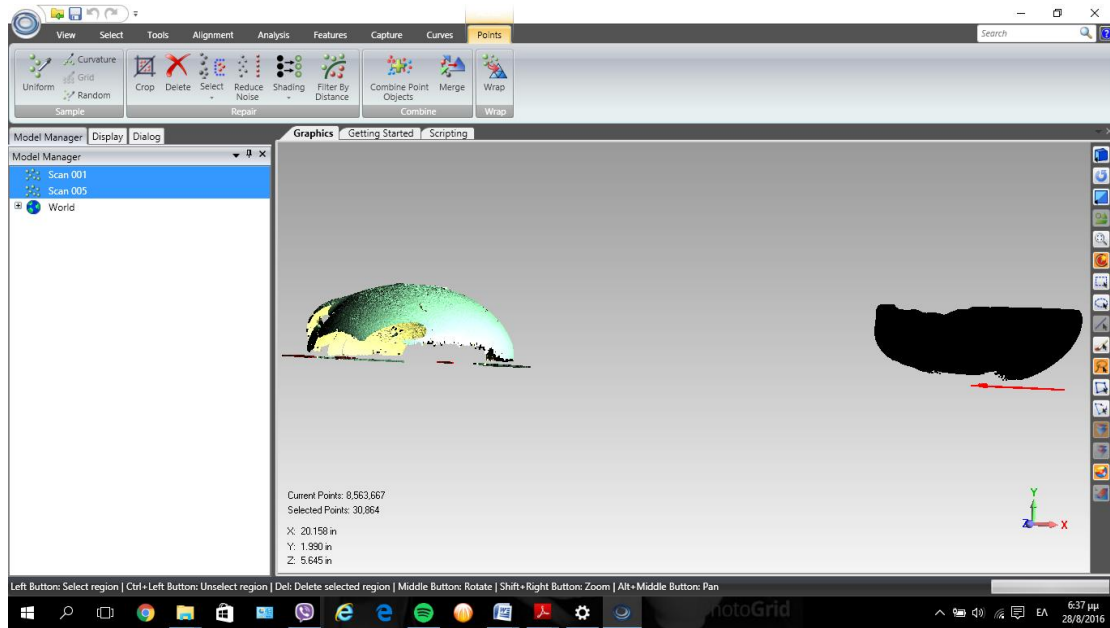 View Select Tools Alignment Analysis Features Capture Curves Points
Search
Curvature
Grid
Random
Uniform
Crop Delete Select Reduce Noise Shading Filter By Distance
Combine Point Objects Merge Wrap
Sample Repair Combine Wrap
Model Manager Display Dialog
Graphics Getting Started Scripting
Model Manager
Scan 001
Scan 005
World
Current Points: 8,563,667
Selected Points: 30,864
X: 20.158 in
Y: 1.990 in
Z: 5.645 in
Y
Z X
Left Button: Select region | Ctrl+Left Button: Unselect region | Del: Delete selected region | Middle Button: Rotate | Shift+Right Button: Zoom | Alt+Middle Button: Pan
hotoGrid
ΕΛ
6:37 μμ
28/8/2016